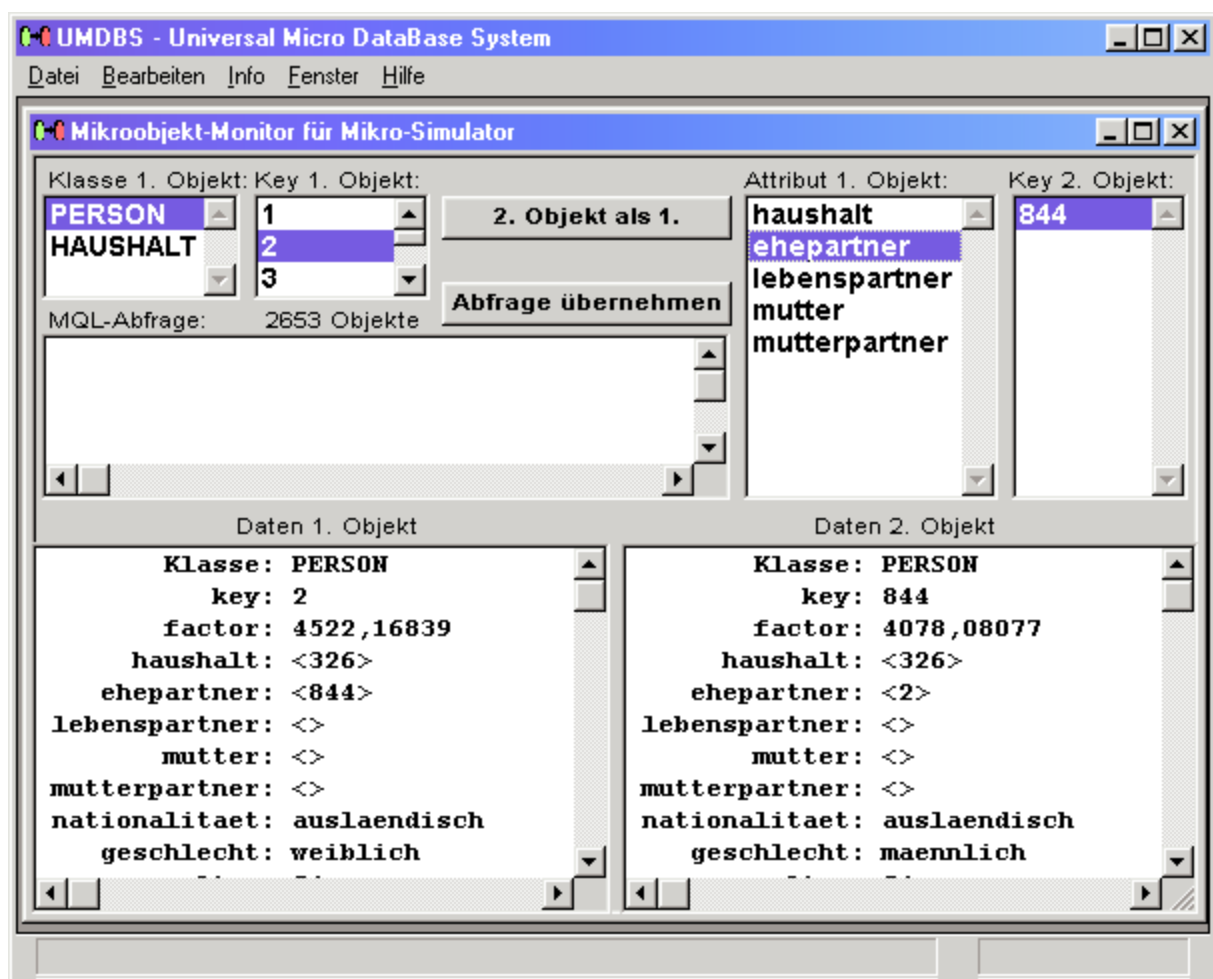 UMDBS - Universal Micro DataBase System
Datei Bearbeiten Info Fenster Hilfe
Mikroobjekt-Monitor für Mikro-Simulator
Klasse 1. Objekt: Key 1. Objekt:
PERSON
HAUSHALT
1
2
3
2. Objekt als 1.
Abfrage übernehmen
Attribut 1. Objekt:
haushalt
ehepartner
lebenspartner
mutter
mutterpartner
Key 2. Objekt:
844
MQL-Abfrage: 2653 Objekte
Daten 1. Objekt
Klasse: PERSON
key: 2
factor: 4522,16839
haushalt: <326>
ehepartner: <844>
lebenspartner: <>
mutter: <>
mutterpartner: <>
nationalitaet: auslaendisch
geschlecht: weiblich
Daten 2. Objekt
Klasse: PERSON
key: 844
factor: 4078,08077
haushalt: <326>
ehepartner: <2>
lebenspartner: <>
mutter: <>
mutterpartner: <>
nationalitaet: auslaendisch
geschlecht: maennlich